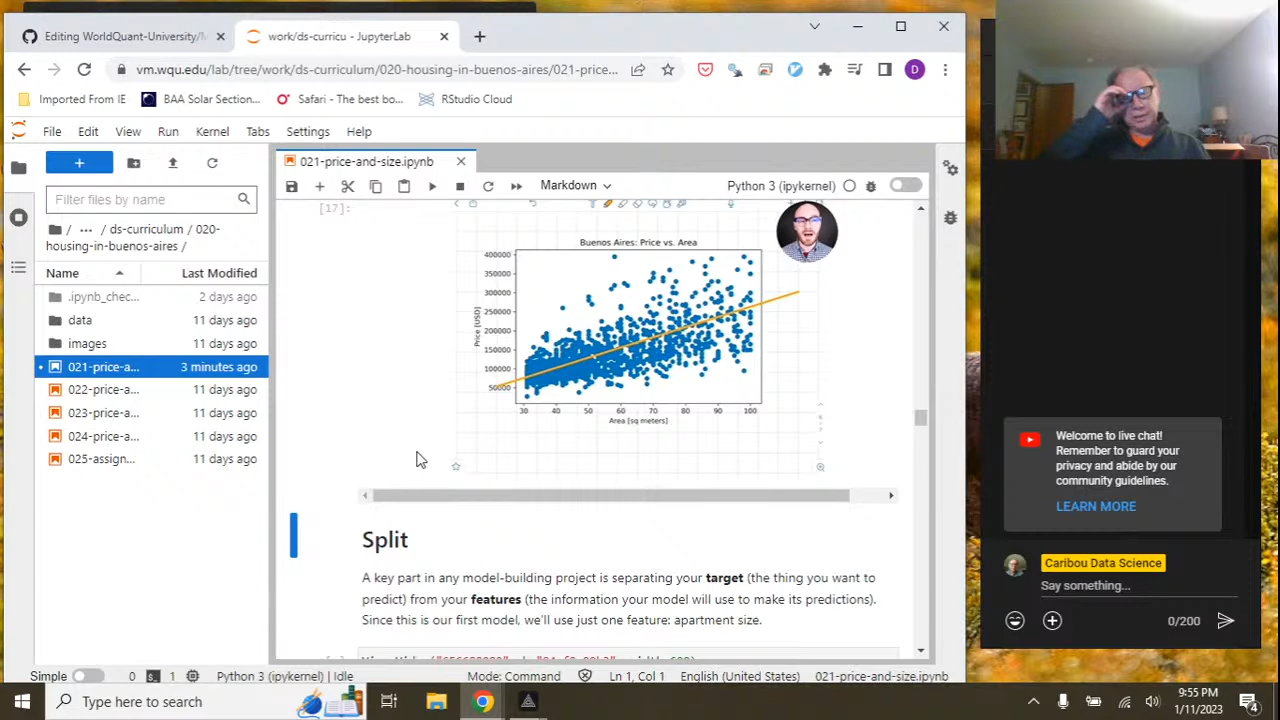 Editing WorldQuant-University/
work/ds-curricu - JupyterLab
vm.wqu.edu/lab/tree/work/ds-curriculum/020-housing-in-buenos-aires/021-price...
D
Imported From IE
BAA Solar Section...
Safari - The best bo...
RStudio Cloud
File Edit View Run Kernel Tabs Settings Help
021-price-and-size.ipynb
Markdown
Python 3 (ipykernel)
Filter files by name
/ ... / ds-curriculum / 020-
housing-in-buenos-aires /
Name Last Modified
.ipynb_chec... 2 days ago
data 11 days ago
images 11 days ago
021-price-a... 3 minutes ago
022-price-a... 11 days ago
023-price-a... 11 days ago
024-price-a... 11 days ago
025-assign... 11 days ago
[17]:
Buenos Aires: Price vs. Area
400000
350000
300000
250000
200000
150000
100000
50000
Price [USD]
30 40 50 60 70 80 90 100
Area [sq meters]
Split
A key part in any model-building project is separating your target (the thing you want to
predict) from your features (the information your model will use to make its predictions).
Since this is our first model, we'll use just one feature: apartment size.
Simple 0 1 Python 3 (ipykernel) | Idle
Mode: Command Ln 1, Col 1 English (United States) 021-price-and-size.ipynb
Welcome to live chat!
Remember to guard your
privacy and abide by our
community guidelines.
LEARN MORE
Caribou Data Science
Say something...
0/200
Type here to search
9:55 PM
1/11/2023
4